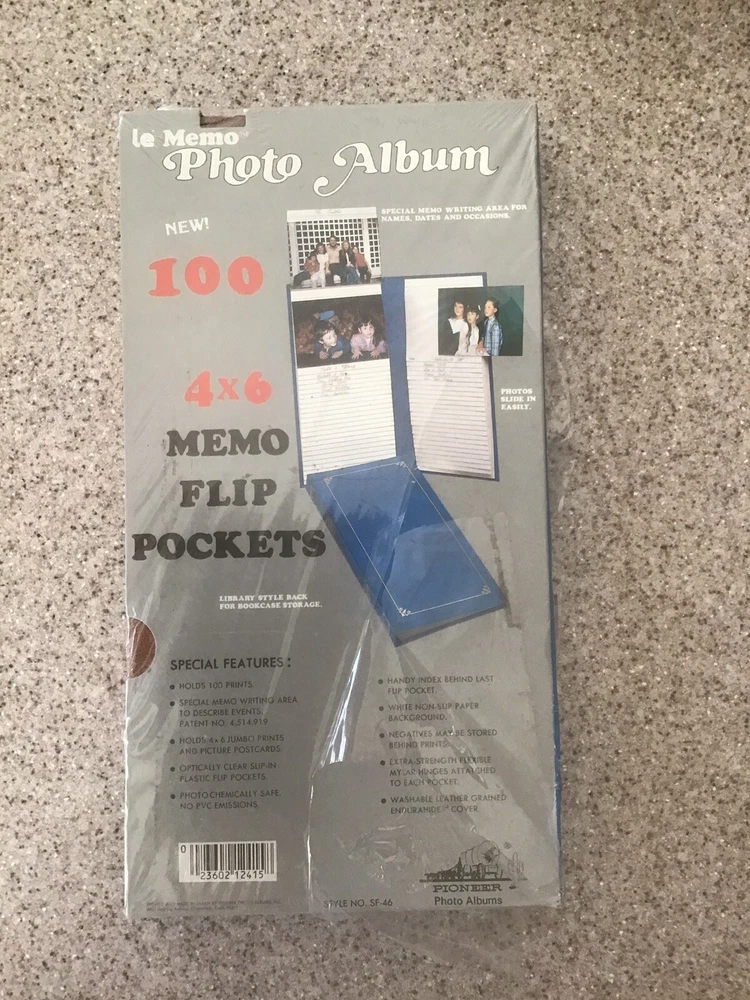 le Memo
Photo Album
NEW!
100
4x6
MEMO
FLIP
POCKETS
SPECIAL MEMO WRITING AREA FOR
NAMES, DATES AND OCCASIONS.
PHOTOS
SLIDE IN
EASILY.
LIBRARY STYLE BACK
FOR BOOKCASE STORAGE.
SPECIAL FEATURES:
● HOLDS 100 PRINTS.
● SPECIAL MEMO WRITING AREA
TO DESCRIBE EVENTS.
PATENT NO. 4,514,919
● HOLDS 4x6 JUMBO PRINTS
AND PICTURE POSTCARDS.
● OPTICALLY CLEAR SLIP-IN
PLASTIC FLIP POCKETS.
● PHOTOCHEMICALLY SAFE.
NO PVC EMISSIONS.
● HANDY INDEX BEHIND LAST
FLIP POCKET.
● WHITE NON-SLIP PAPER
BACKGROUND.
● NEGATIVES MAY BE STORED
BEHIND PRINTS.
● EXTRA-STRENGTH FLEXIBLE
MYLAR HINGES ATTATCHED
TO EACH POCKET.
● WASHABLE LEATHER GRAINED
ENDURAHIDE COVER.
0 23602 12415
STYLE NO. SF-46
PIONEER
Photo Albums